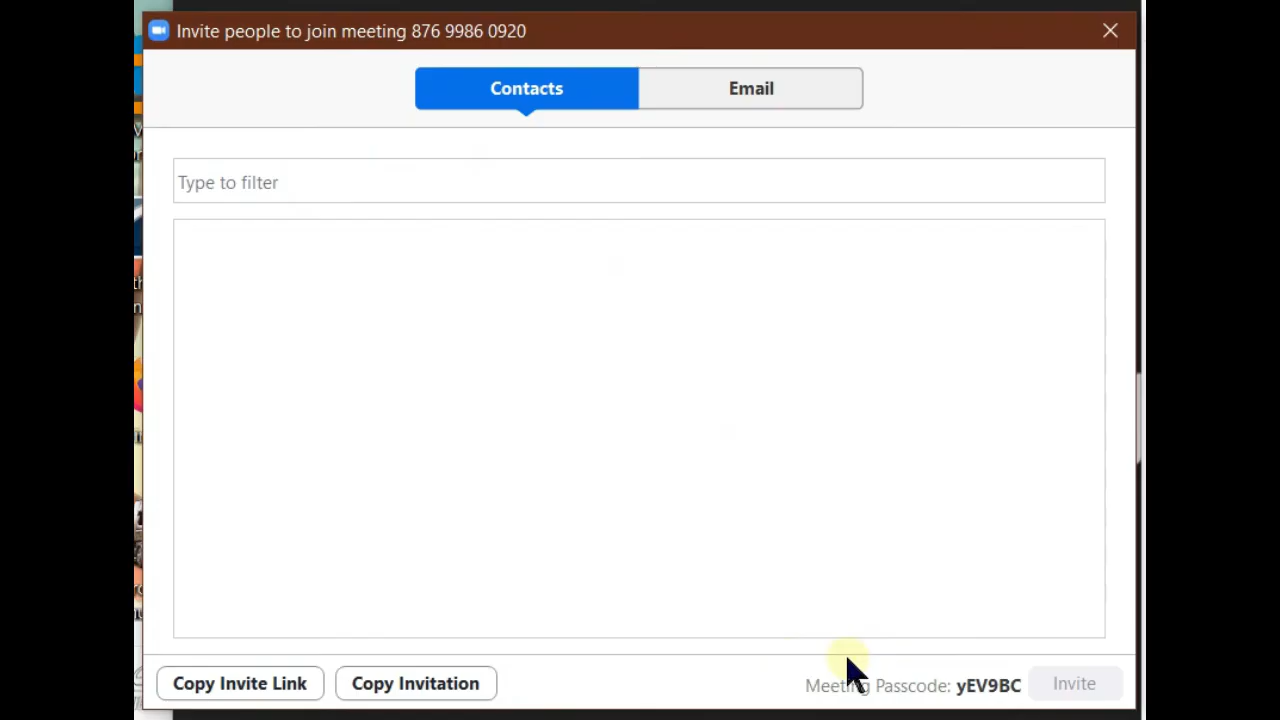 Invite people to join meeting 876 9986 0920
Contacts
Email
Type to filter
Copy Invite Link
Copy Invitation
Meeting Passcode: yEV9BC
Invite